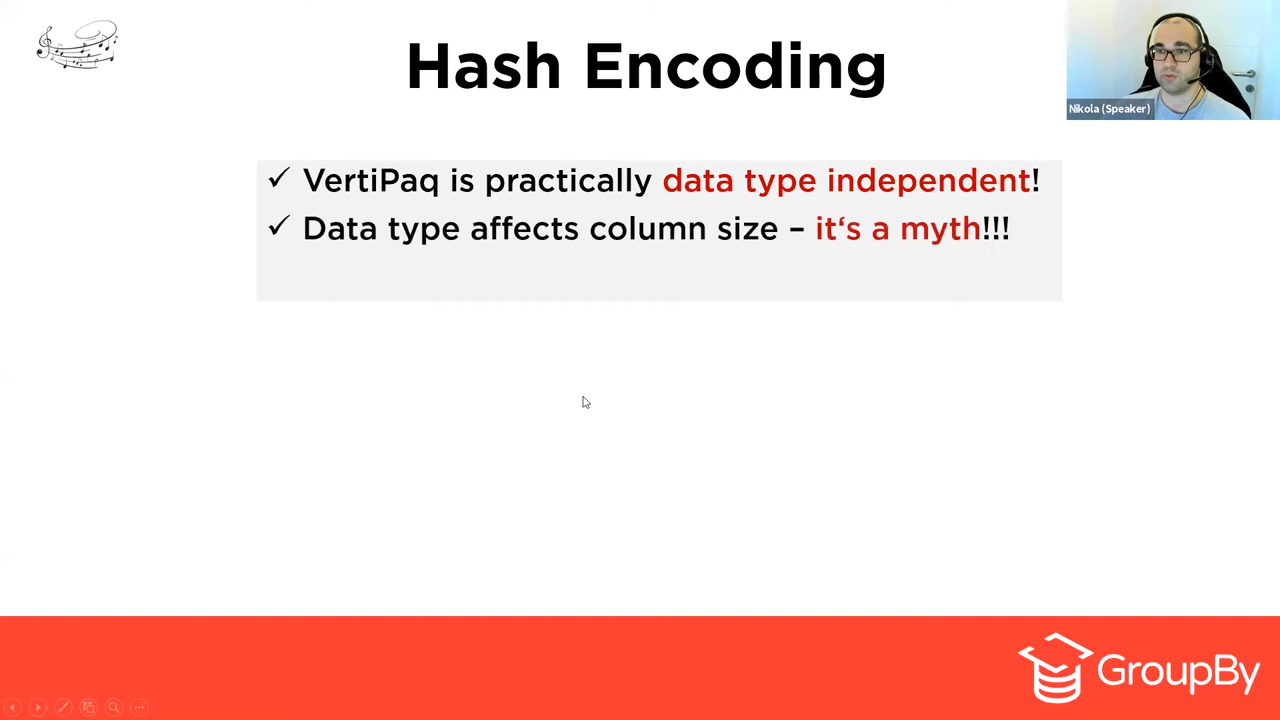 Hash Encoding
Nikola (Speaker)
✓ VertiPaq is practically data type independent!
✓ Data type affects column size – it‘s a myth!!!
GroupBy